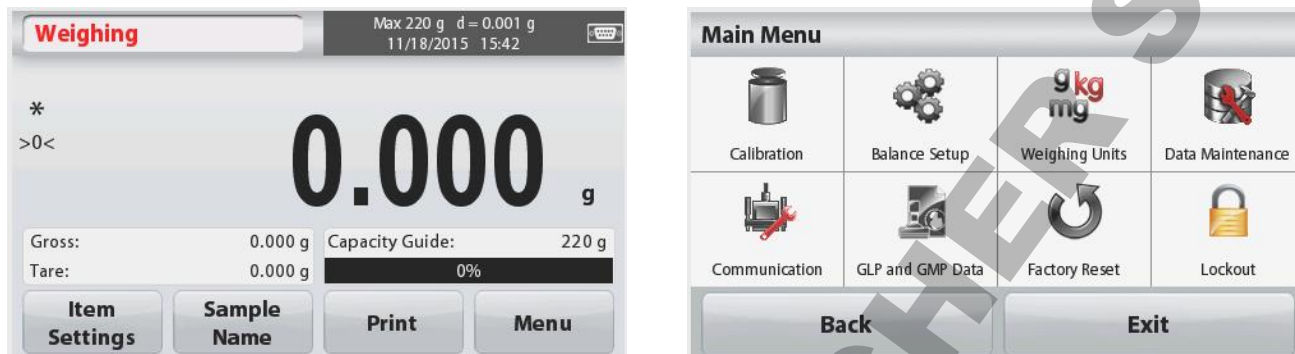 Weighing
Max 220 g d = 0.001 g
11/18/2015 15:42
*
>0<
0.000 g
Gross: 0.000 g
Tare: 0.000 g
Capacity Guide: 220 g
0%
Item Settings
Sample Name
Print
Menu
Main Menu
g kg mg
Calibration
Balance Setup
Weighing Units
Data Maintenance
Communication
GLP and GMP Data
Factory Reset
Lockout
Back
Exit
HER S